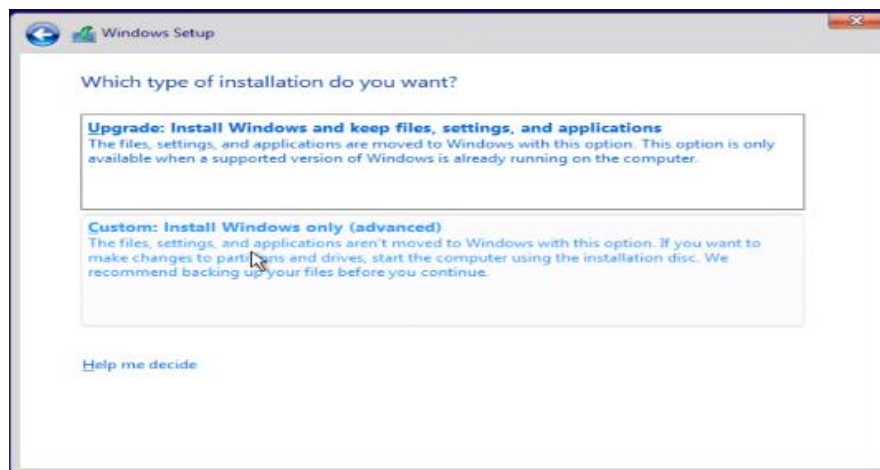 Windows Setup
Which type of installation do you want?
Upgrade: Install Windows and keep files, settings, and applications
The files, settings, and applications are moved to Windows with this option. This option is only
available when a supported version of Windows is already running on the computer.
Custom: Install Windows only (advanced)
The files, settings, and applications aren't moved to Windows with this option. If you want to
make changes to partitions and drives, start the computer using the installation disc. We
recommend backing up your files before you continue.
Help me decide